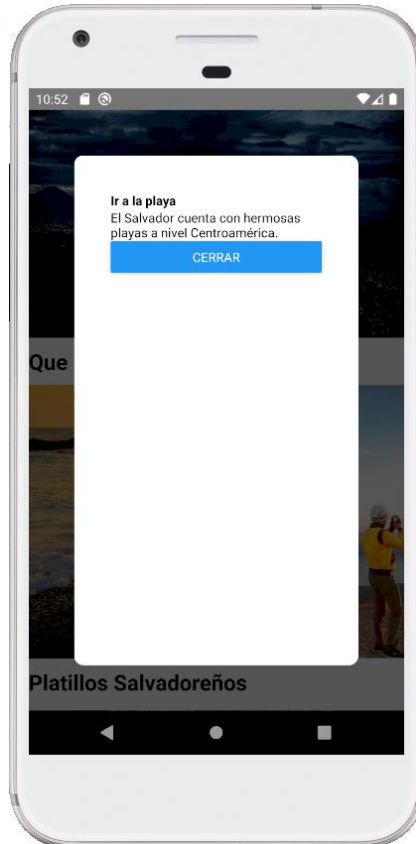 10:52
Ir a la playa
El Salvador cuenta con hermosas
playas a nivel Centroamérica.
CERRAR
Que
Platillos Salvadoreños